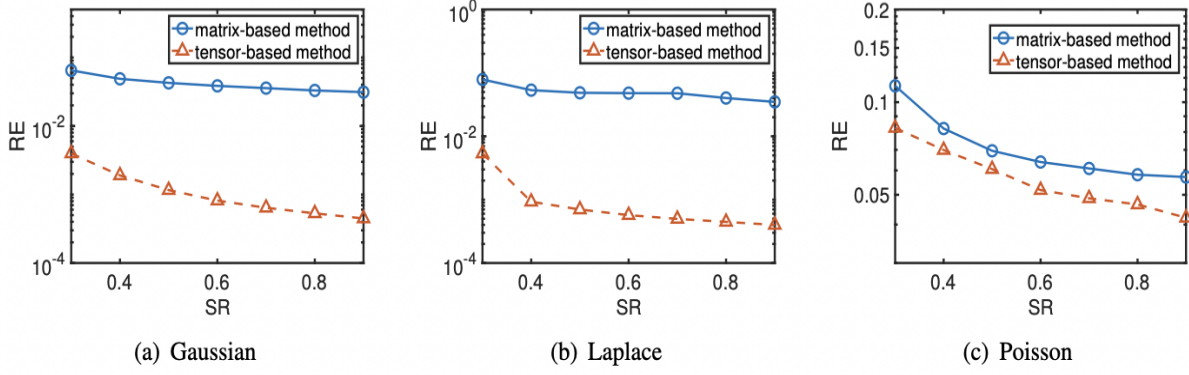 matrix-based method
tensor-based method
10^-2
10^-4
RE
0.4
0.6
0.8
SR
(a) Gaussian
matrix-based method
tensor-based method
10^0
10^-2
10^-4
RE
0.4
0.6
0.8
SR
(b) Laplace
matrix-based method
tensor-based method
0.2
0.15
0.1
0.05
RE
0.4
0.6
0.8
SR
(c) Poisson